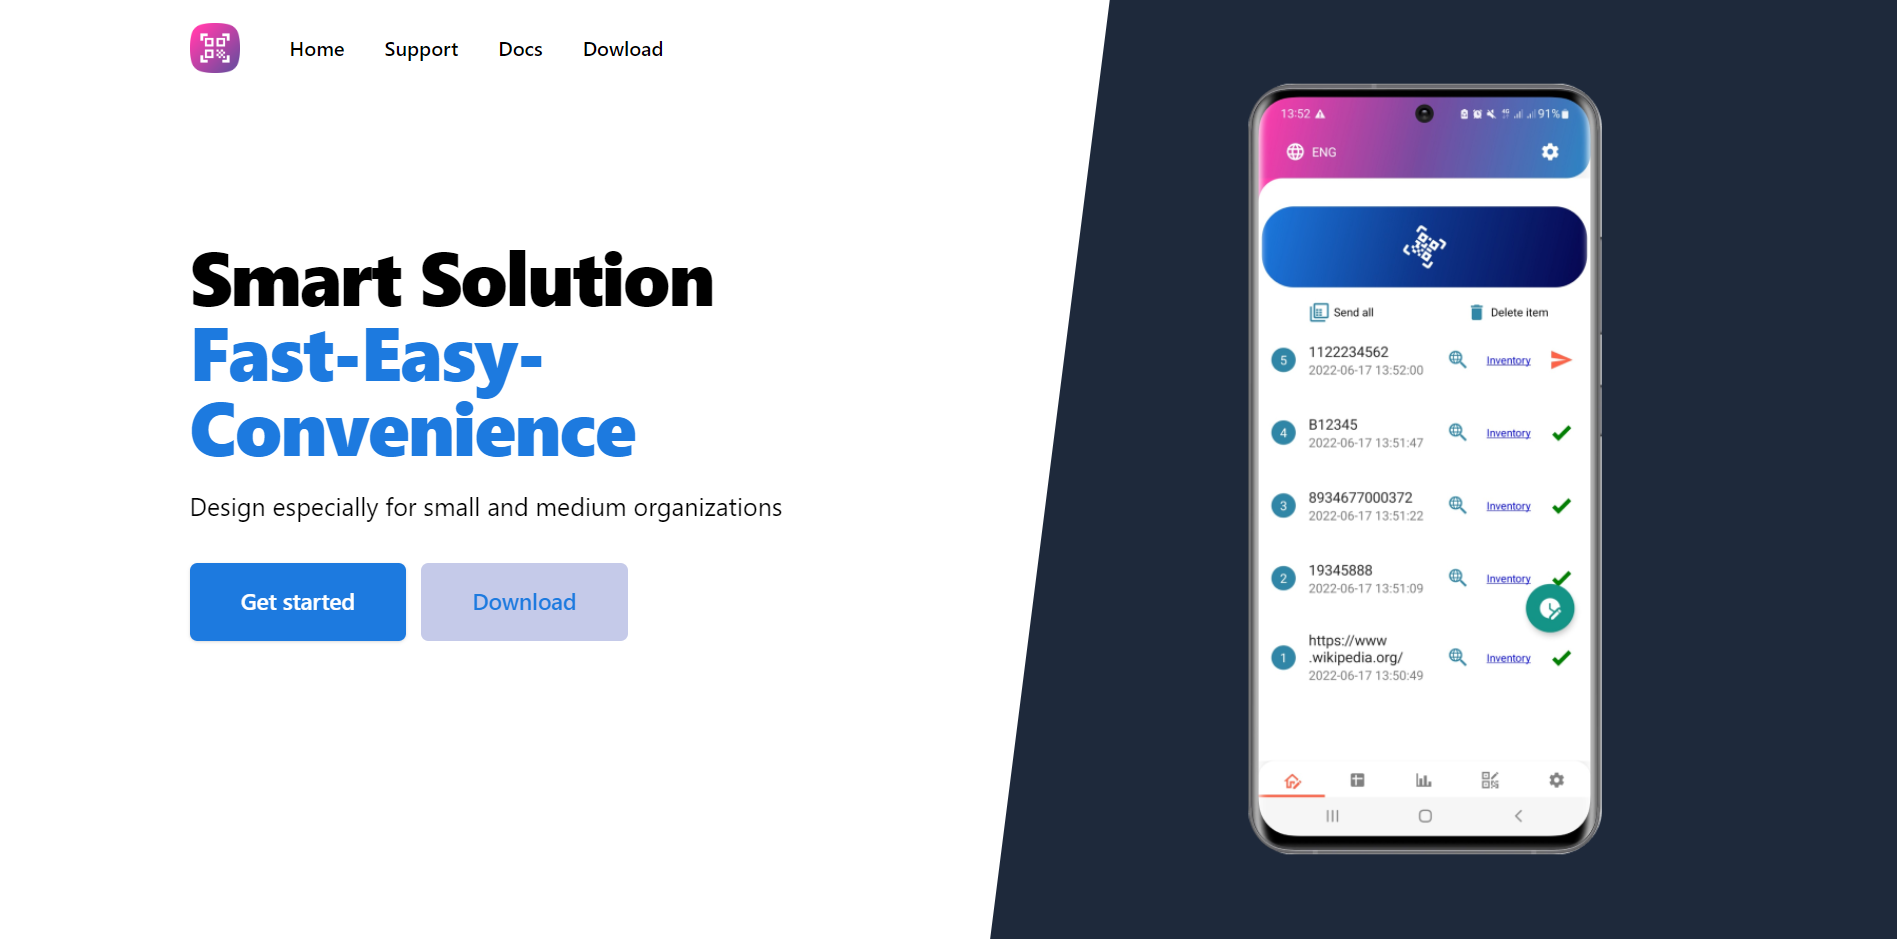 Home Support Docs Dowload
Smart Solution
Fast-Easy-
Convenience
Design especially for small and medium organizations
Get started Download
13:52 91%
ENG
Send all Delete item
5 1122234562 Inventory
2022-06-17 13:52:00
4 B12345 Inventory
2022-06-17 13:51:47
3 8934677000372 Inventory
2022-06-17 13:51:22
2 19345888 Inventory
2022-06-17 13:51:09
https://www
1 .wikipedia.org/ Inventory
2022-06-17 13:50:49